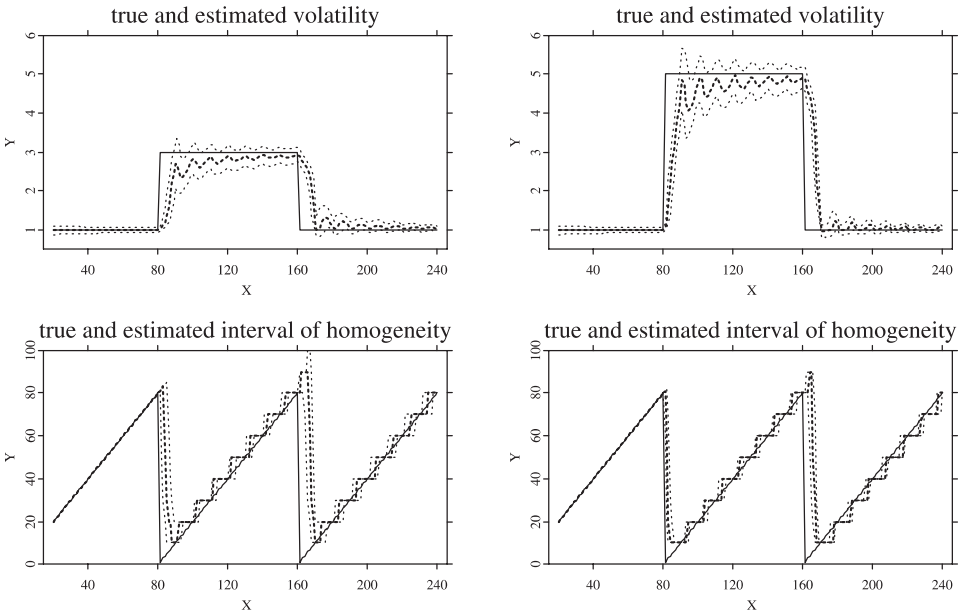 true and estimated volatility
Y
0
1 2 3 4 5 6
40 80 120 160 200 240
X
true and estimated volatility
Y
1 2 3 4 5 6
40 80 120 160 200 240
X
true and estimated interval of homogeneity
Y
0 20 40 60 80 100
40 80 120 160 200 240
X
true and estimated interval of homogeneity
Y
0 20 40 60 80 100
40 80 120 160 200 240
X